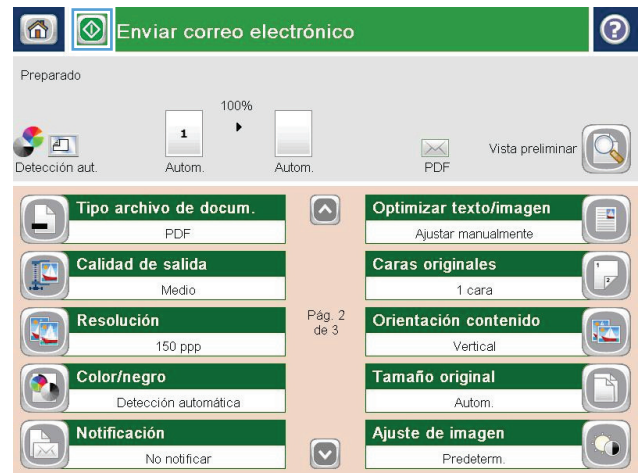 Enviar correo electrónico
Preparado
100%
1
Detección aut.
Autom.
Autom.
PDF
Vista preliminar
Tipo archivo de docum.
PDF
Calidad de salida
Medio
Resolución
150 ppp
Color/negro
Detección automática
Notificación
No notificar
Pág. 2
de 3
Optimizar texto/imagen
Ajustar manualmente
Caras originales
1 cara
Orientación contenido
Vertical
Tamaño original
Autom.
Ajuste de imagen
Predeterm.